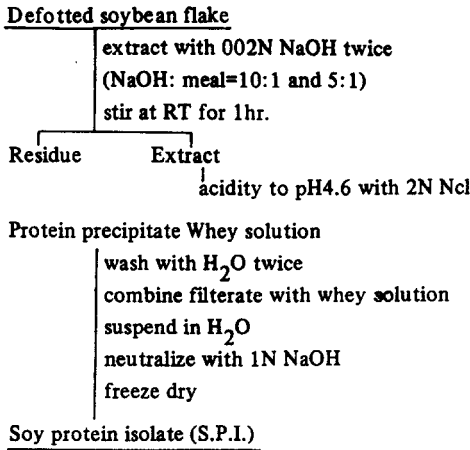 Defotted soybean flake
extract with 002N NaOH twice
(NaOH: meal=10:1 and 5:1)
stir at RT for 1hr.
Residue Extract
acidity to pH4.6 with 2N Ncl
Protein precipitate Whey solution
wash with H₂O twice
combine filterate with whey solution
suspend in H₂O
neutralize with 1N NaOH
freeze dry
Soy protein isolate (S.P.I.)